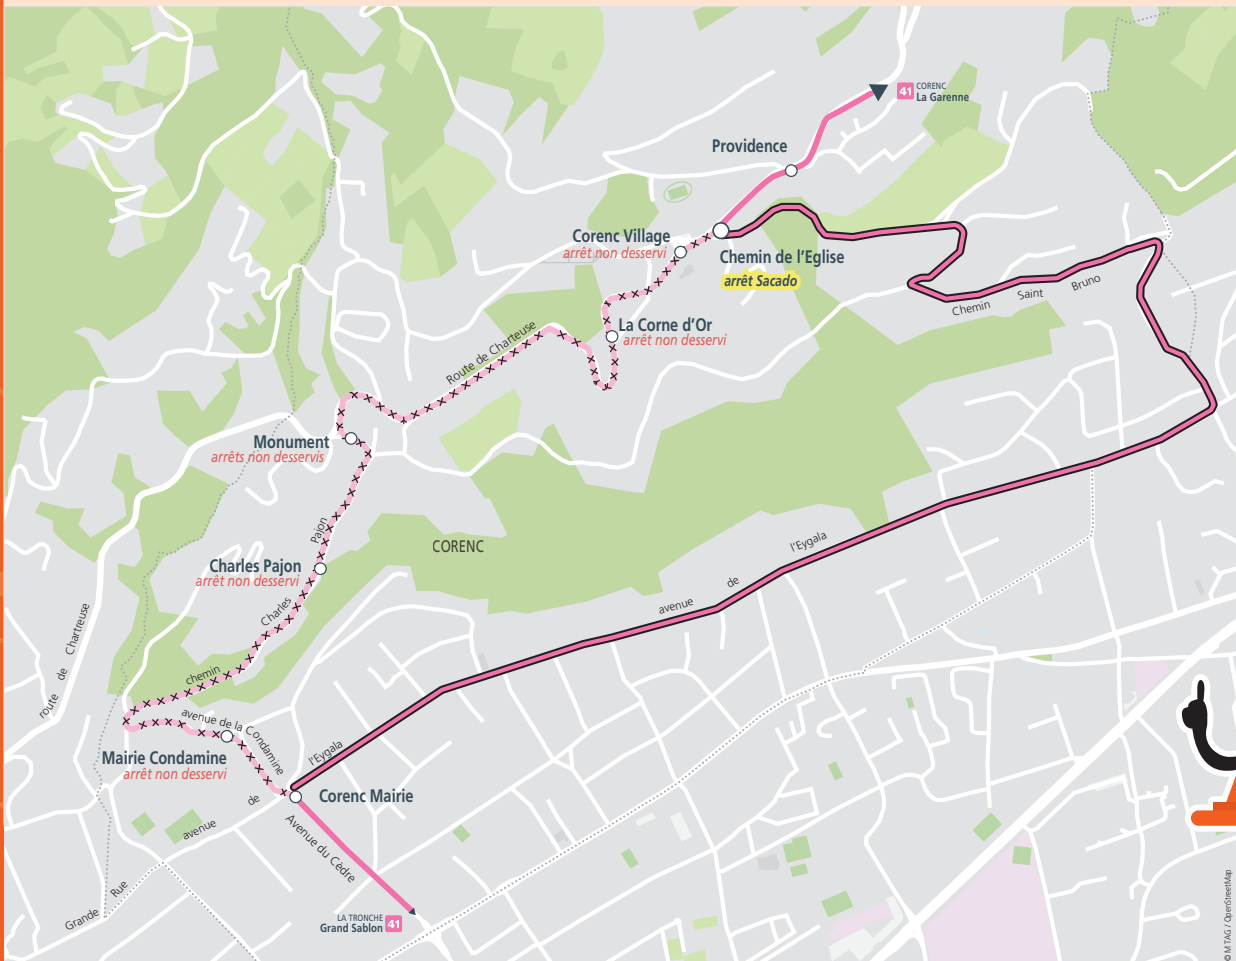 41 CORENC
La Garenne
Providence
Corenc Village
arrêt non desservi
Chemin de l'Eglise
arrêt Sacado
Chemin Saint Bruno
La Corne d'Or
arrêt non desservi
Route de Charteuse
Monument
arrêts non desservis
CORENC
l'Eygala
de
avenue
Pajon
Charles Pajon
arrêt non desservi
Charles
chemin
route de Chartreuse
avenue de la Condamine
Mairie Condamine
arrêt non desservi
l'Eygala
de
avenue
Corenc Mairie
Avenue du Cèdre
Grande Rue
LA TRONCHE
Grand Sablon 41
© M TAG / OpenStreetMap